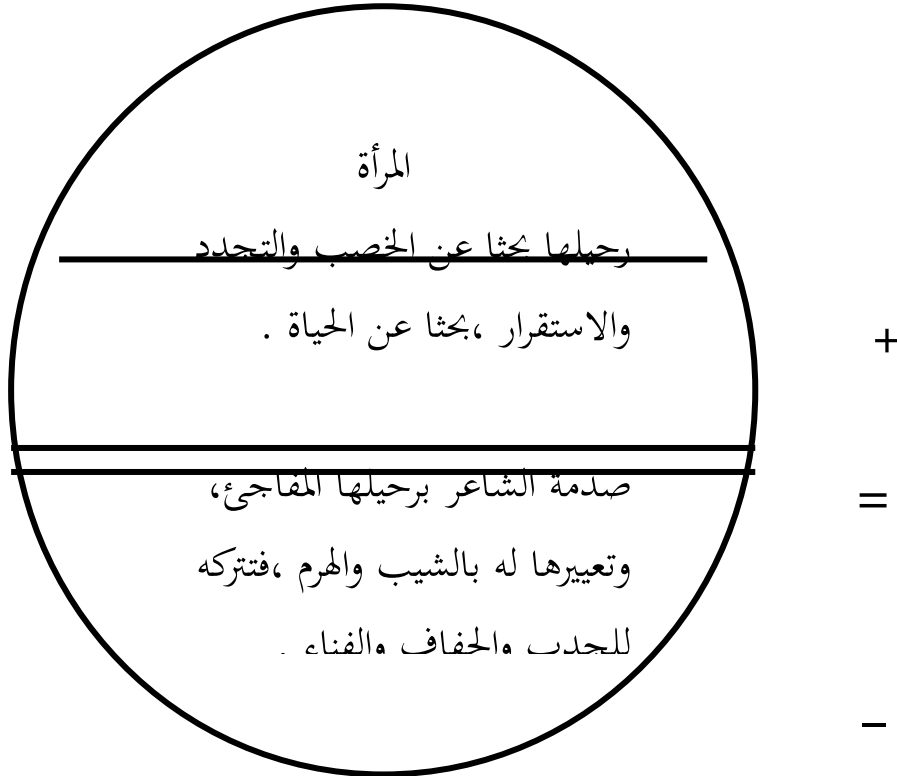 المرأة
رحيلها بحثا عن الخصب والتجدد
والاستقرار ،بحثا عن الحياة .
+
صدمة الشاعر برحيلها المفاجئ،
=
وتعييرها له بالشيب والهرم ،فتتركه
للجدب والجفاف والفناء .
−